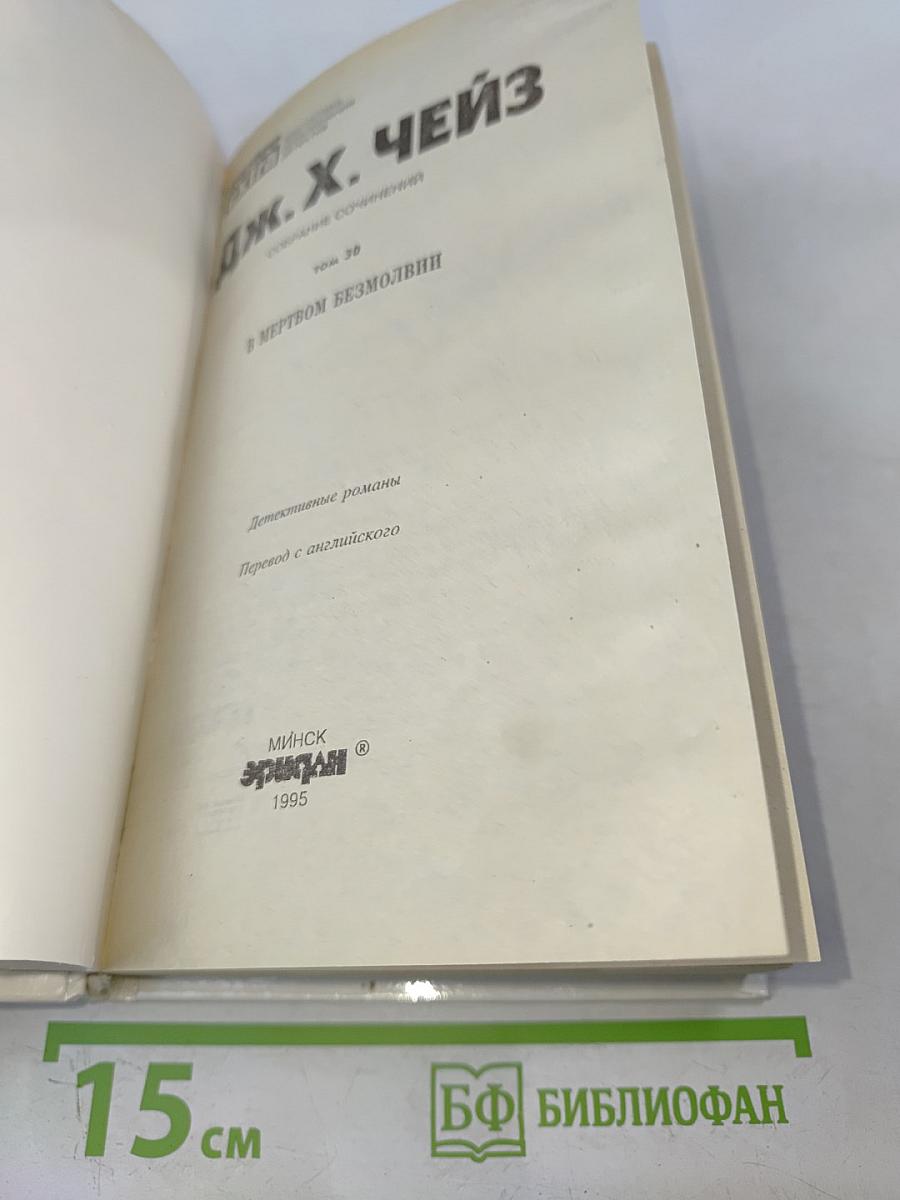 ДЖ. Х. ЧЕЙЗ
СОБРАНИЕ СОЧИНЕНИЙ
ТОМ 30
В МЕРТВОМ БЕЗМОЛВИИ
Детективные романы
Перевод с английского
МИНСК
эридан ®
1995
15 см
БФ БИБЛИОФАН